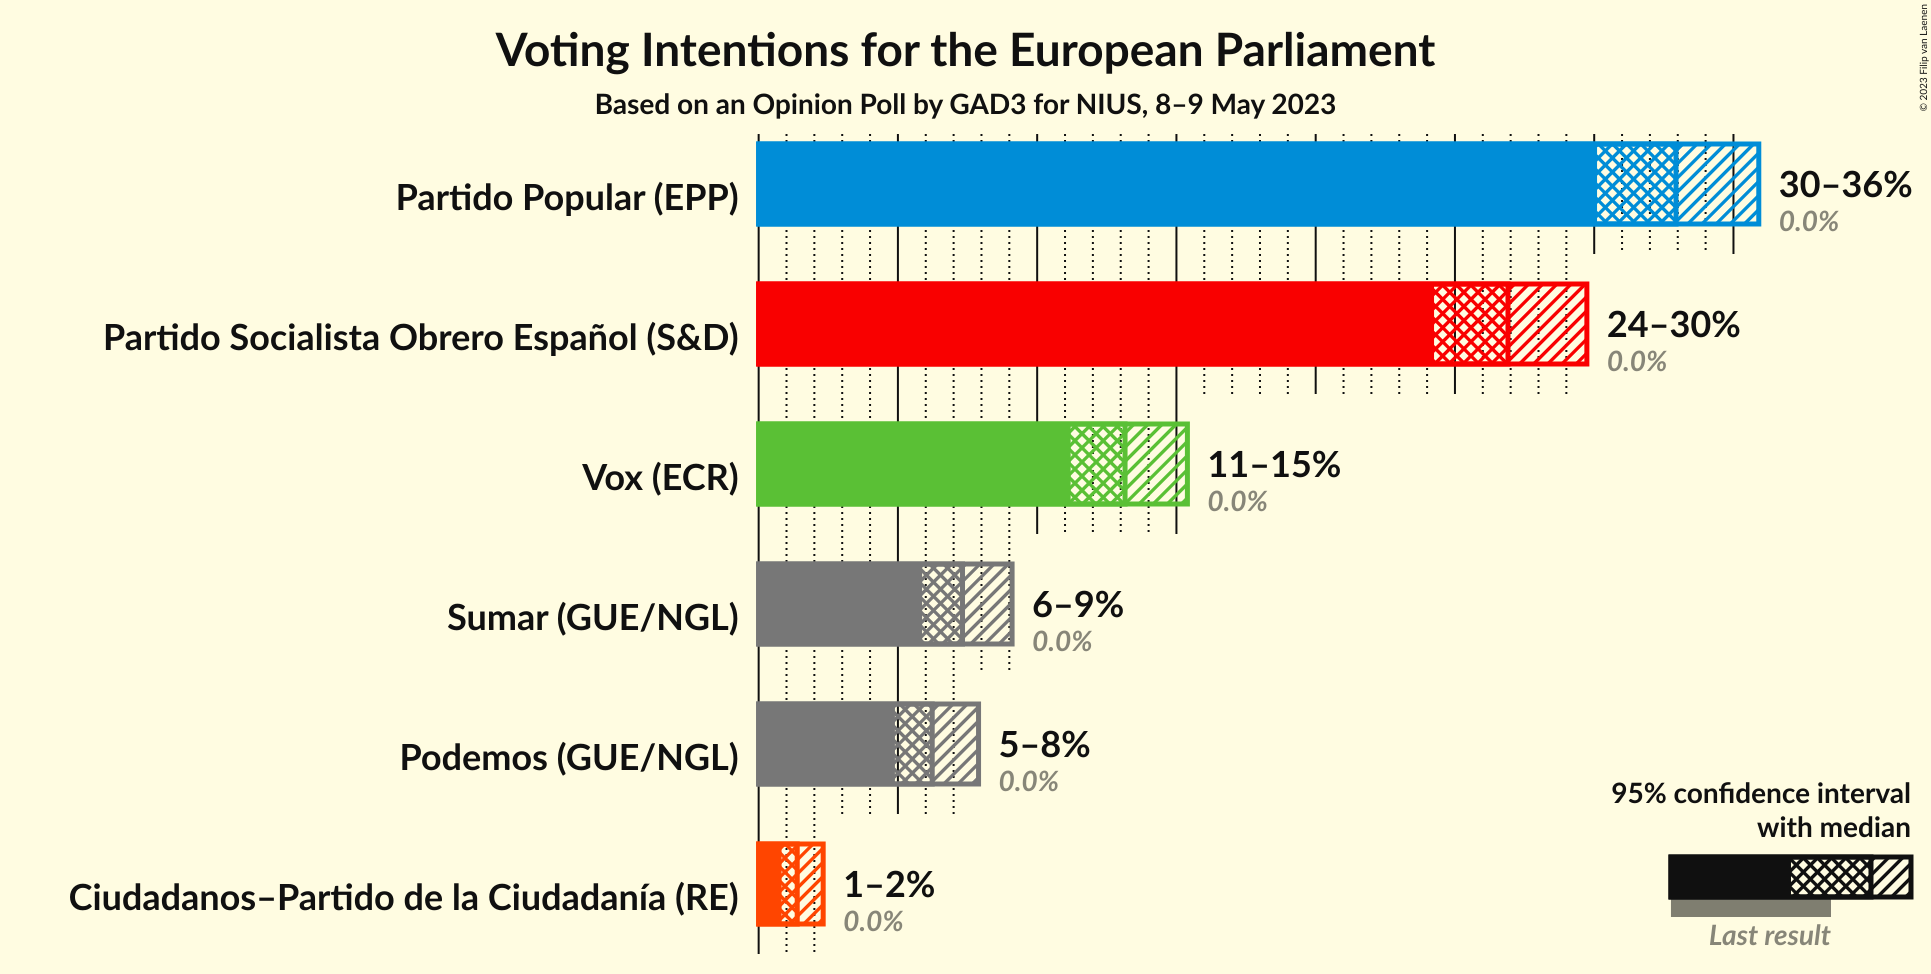 Voting Intentions for the European Parliament
Based on an Opinion Poll by GAD3 for NIUS, 8–9 May 2023
© 2023 Filip van Laenen
Partido Popular (EPP)
30–36%
0.0%
Partido Socialista Obrero Español (S&D)
24–30%
0.0%
Vox (ECR)
11–15%
0.0%
Sumar (GUE/NGL)
6–9%
0.0%
Podemos (GUE/NGL)
5–8%
0.0%
Ciudadanos–Partido de la Ciudadanía (RE)
1–2%
0.0%
95% confidence interval
with median
Last result